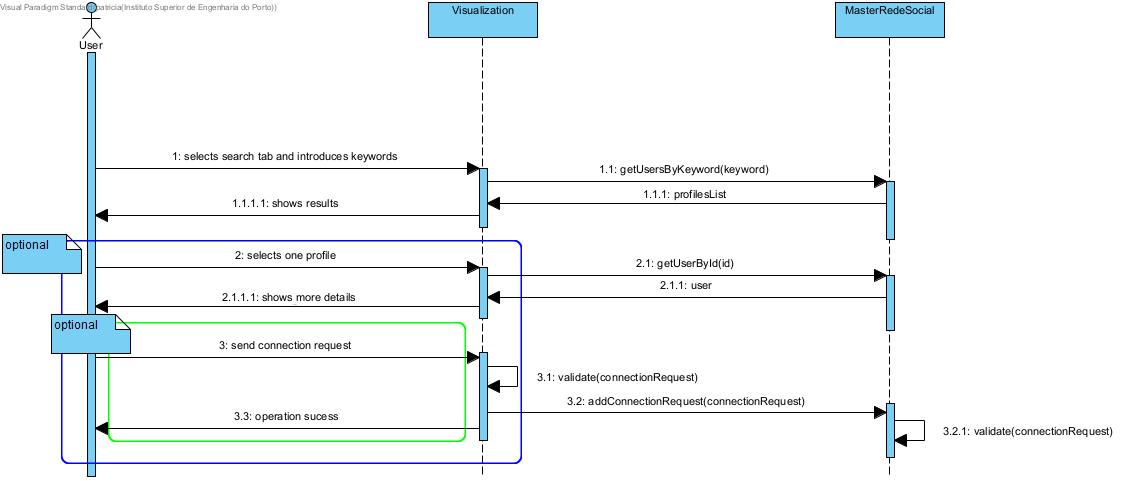 Visual Paradigm Standard(patricia(Instituto Superior de Engenharia do Porto))
User
Visualization
MasterRedeSocial
1: selects search tab and introduces keywords
1.1: getUsersByKeyword(keyword)
1.1.1: profilesList
1.1.1.1: shows results
optional
2: selects one profile
2.1: getUserById(id)
2.1.1: user
2.1.1.1: shows more details
optional
3: send connection request
3.1: validate(connectionRequest)
3.2: addConnectionRequest(connectionRequest)
3.3: operation sucess
3.2.1: validate(connectionRequest)